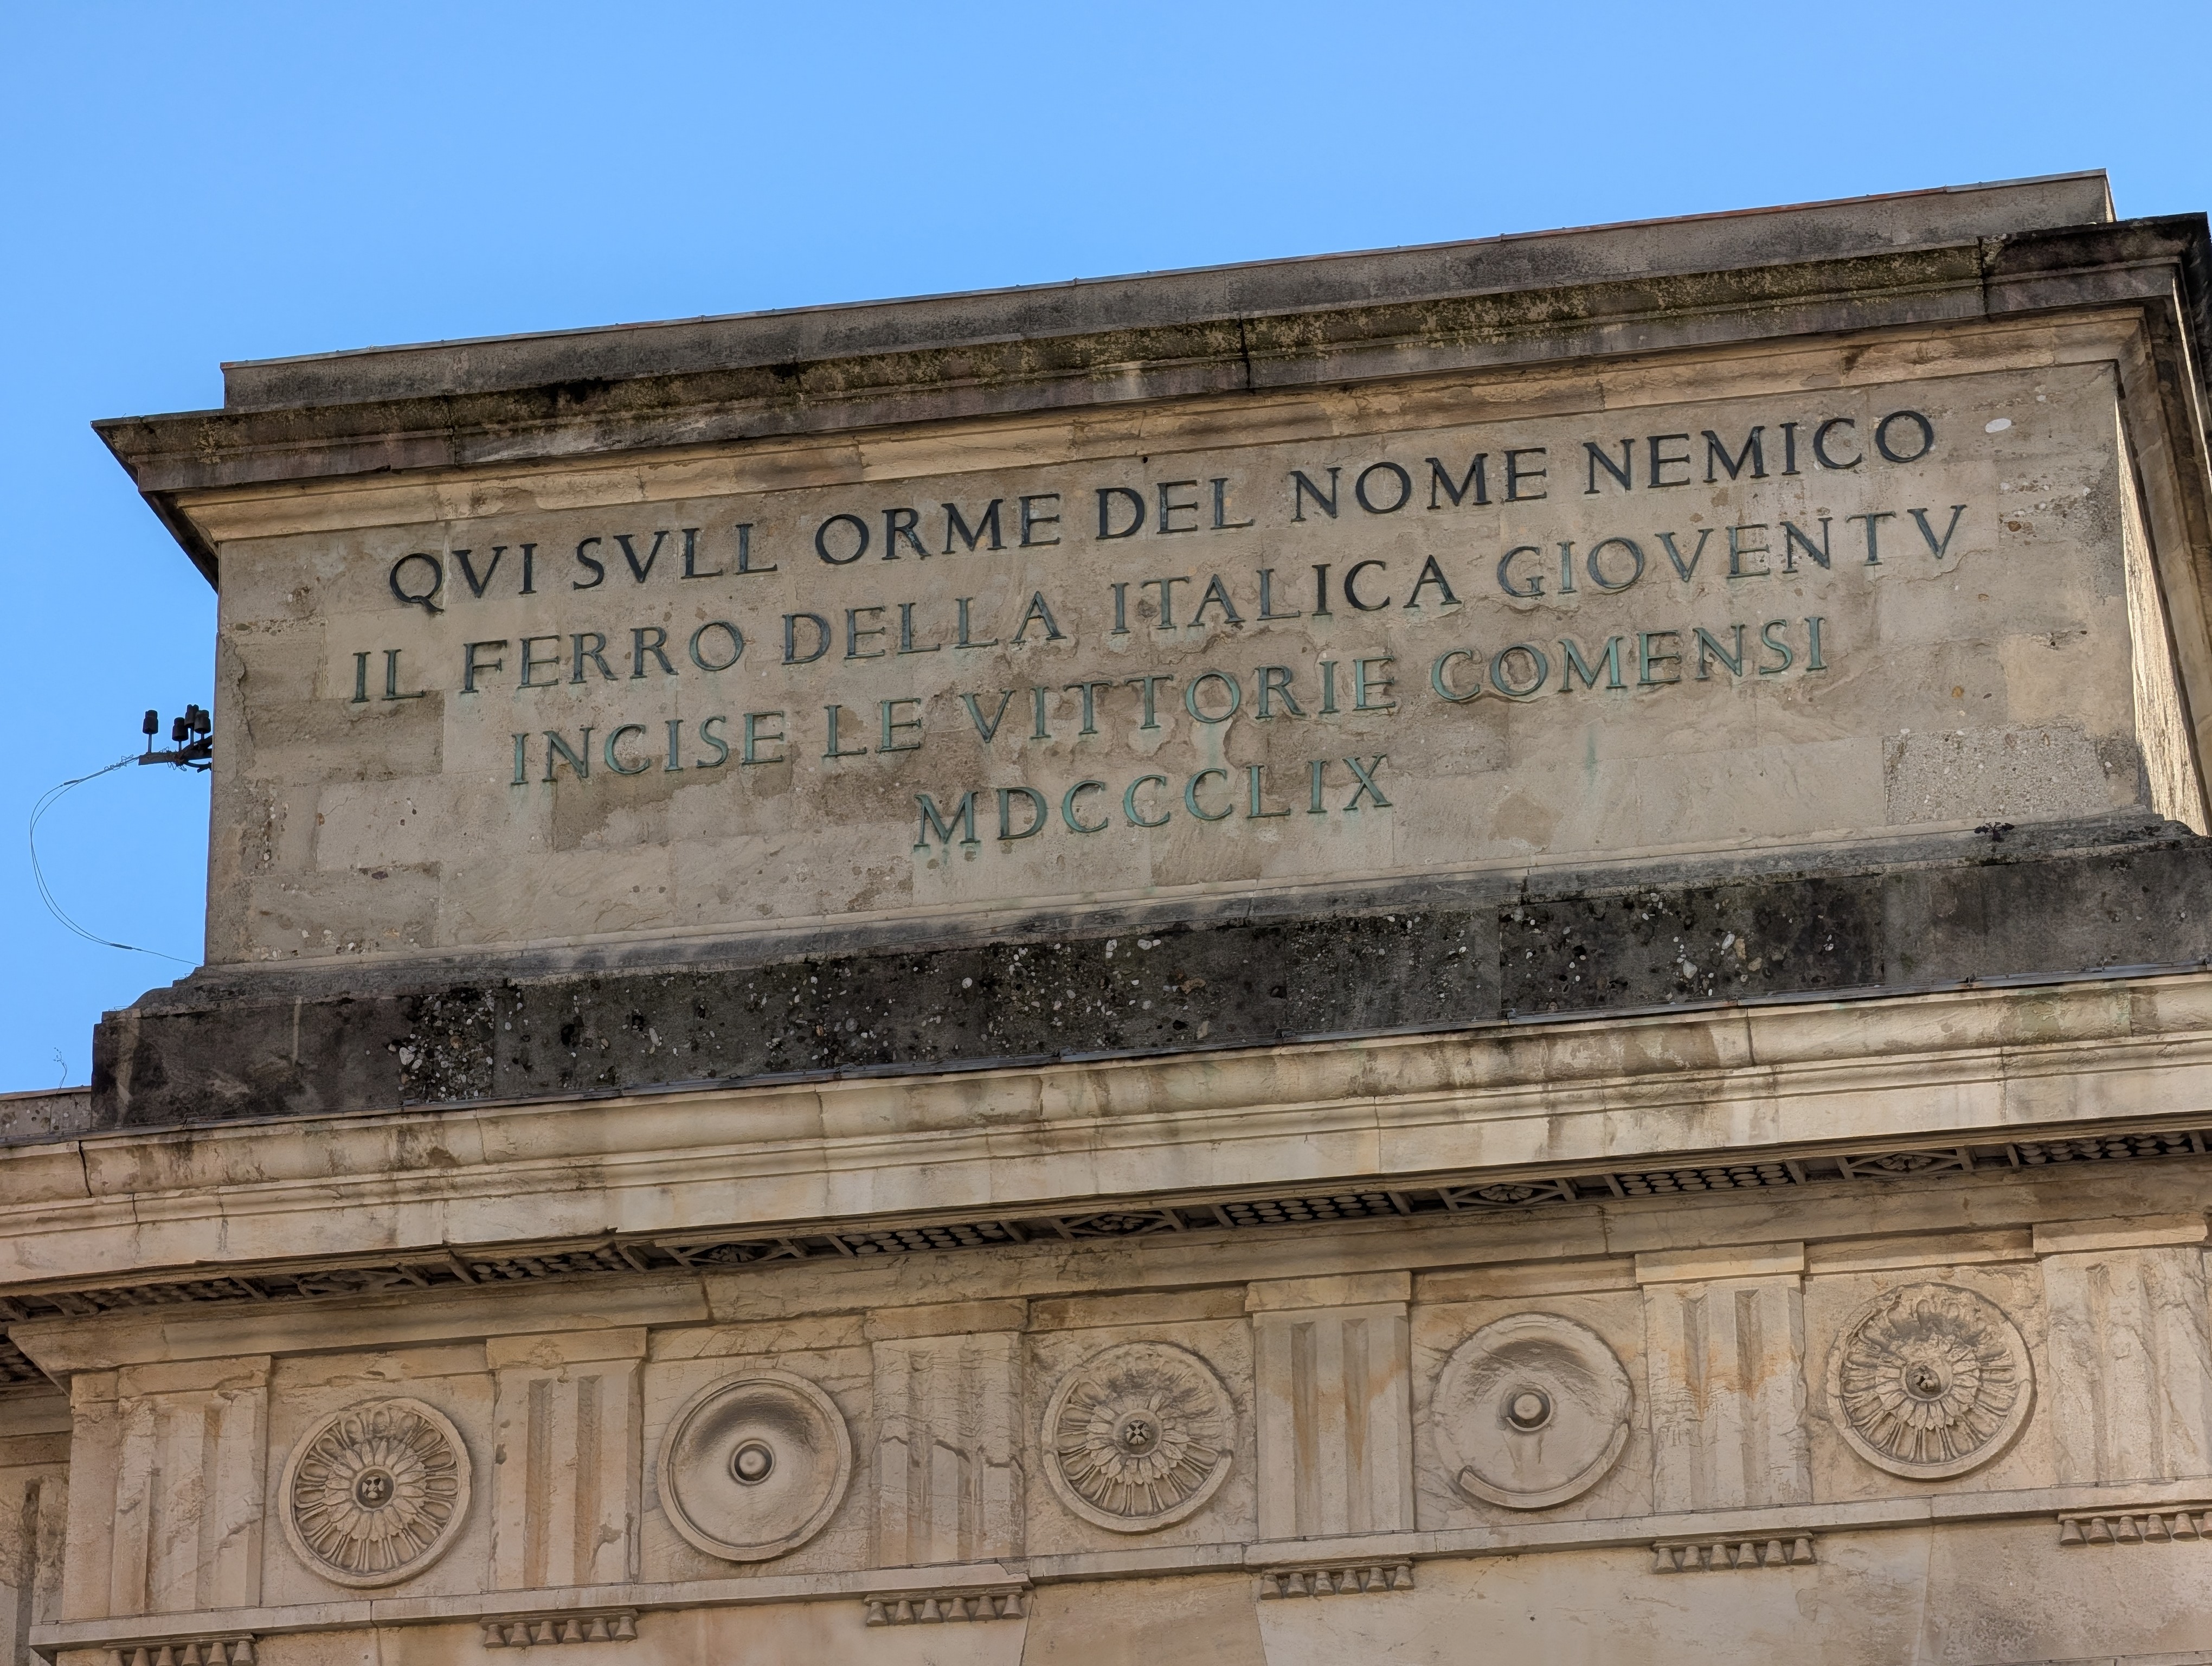 QVI SVLL ORME DEL NOME NEMICO
IL FERRO DELLA ITALICA GIOVENTV
INCISE LE VITTORIE COMENSI
MDCCCLIX